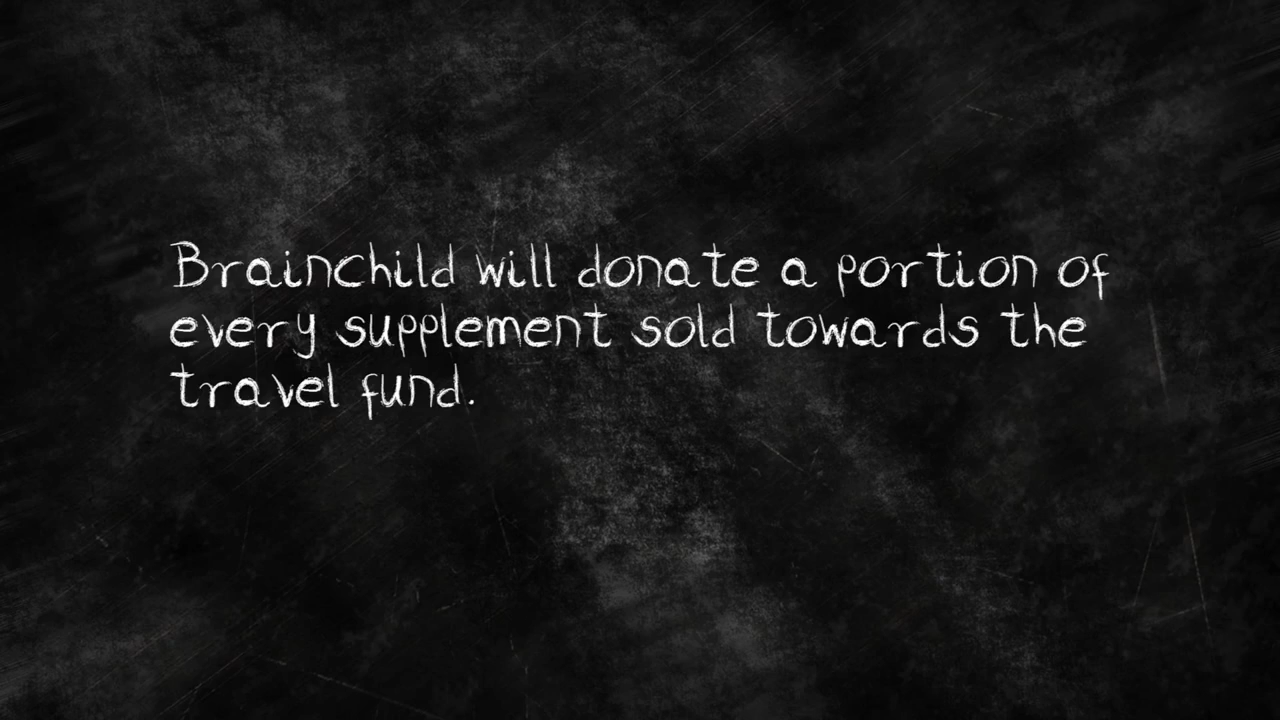 Brainchild will donate a portion of
every supplement sold towards the
travel fund.